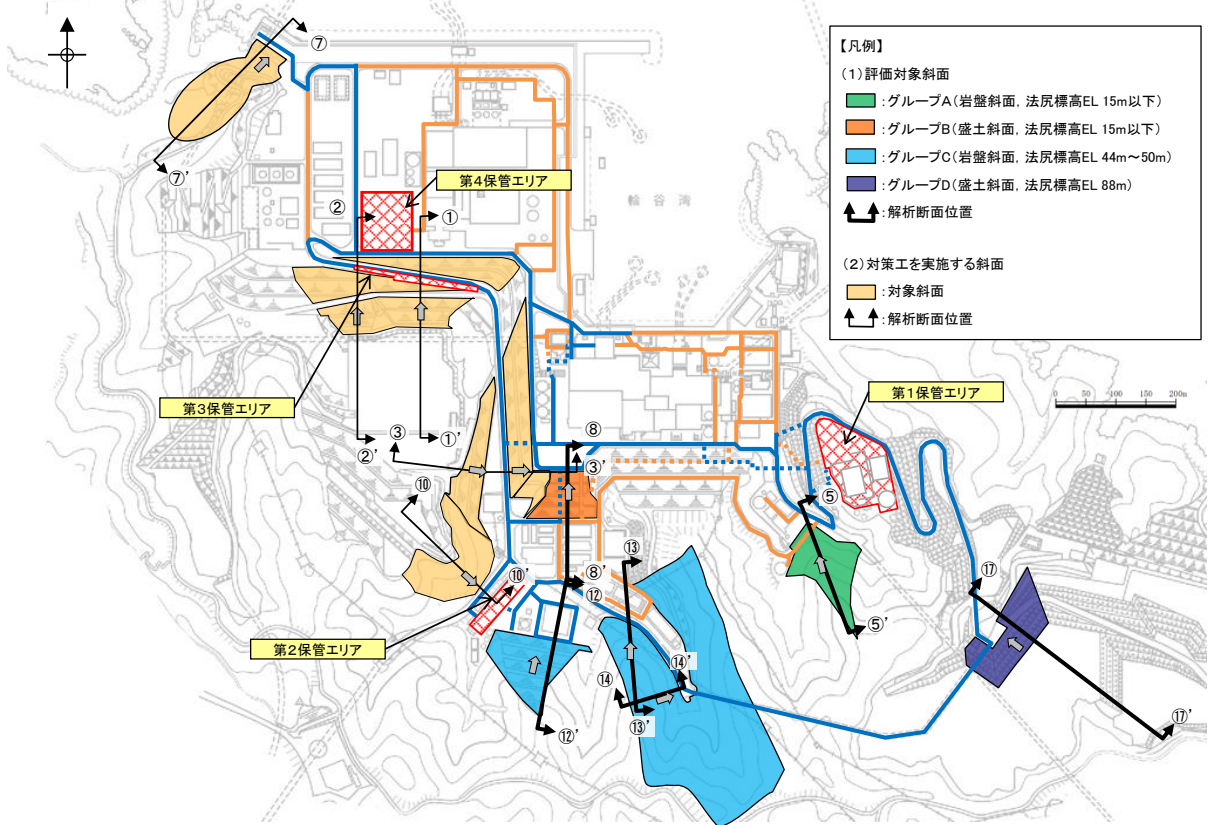 【凡例】
(1)評価対象斜面
:グループA(岩盤斜面，法尻標高EL 15m以下)
:グループB(盛土斜面，法尻標高EL 15m以下)
:グループC(岩盤斜面，法尻標高EL 44m～50m)
:グループD(盛土斜面，法尻標高EL 88m)
:解析断面位置
(2)対策工を実施する斜面
:対象斜面
:解析断面位置
⑦
⑦'
第4保管エリア
②
①
輪谷湾
第3保管エリア
第1保管エリア
0 50 100 150 200m
③
②'
①'
⑧
③'
⑩
⑤
⑩'
⑧'
⑫
⑬
⑰
⑤'
第2保管エリア
⑭
⑭'
⑫'
⑬'
⑰'